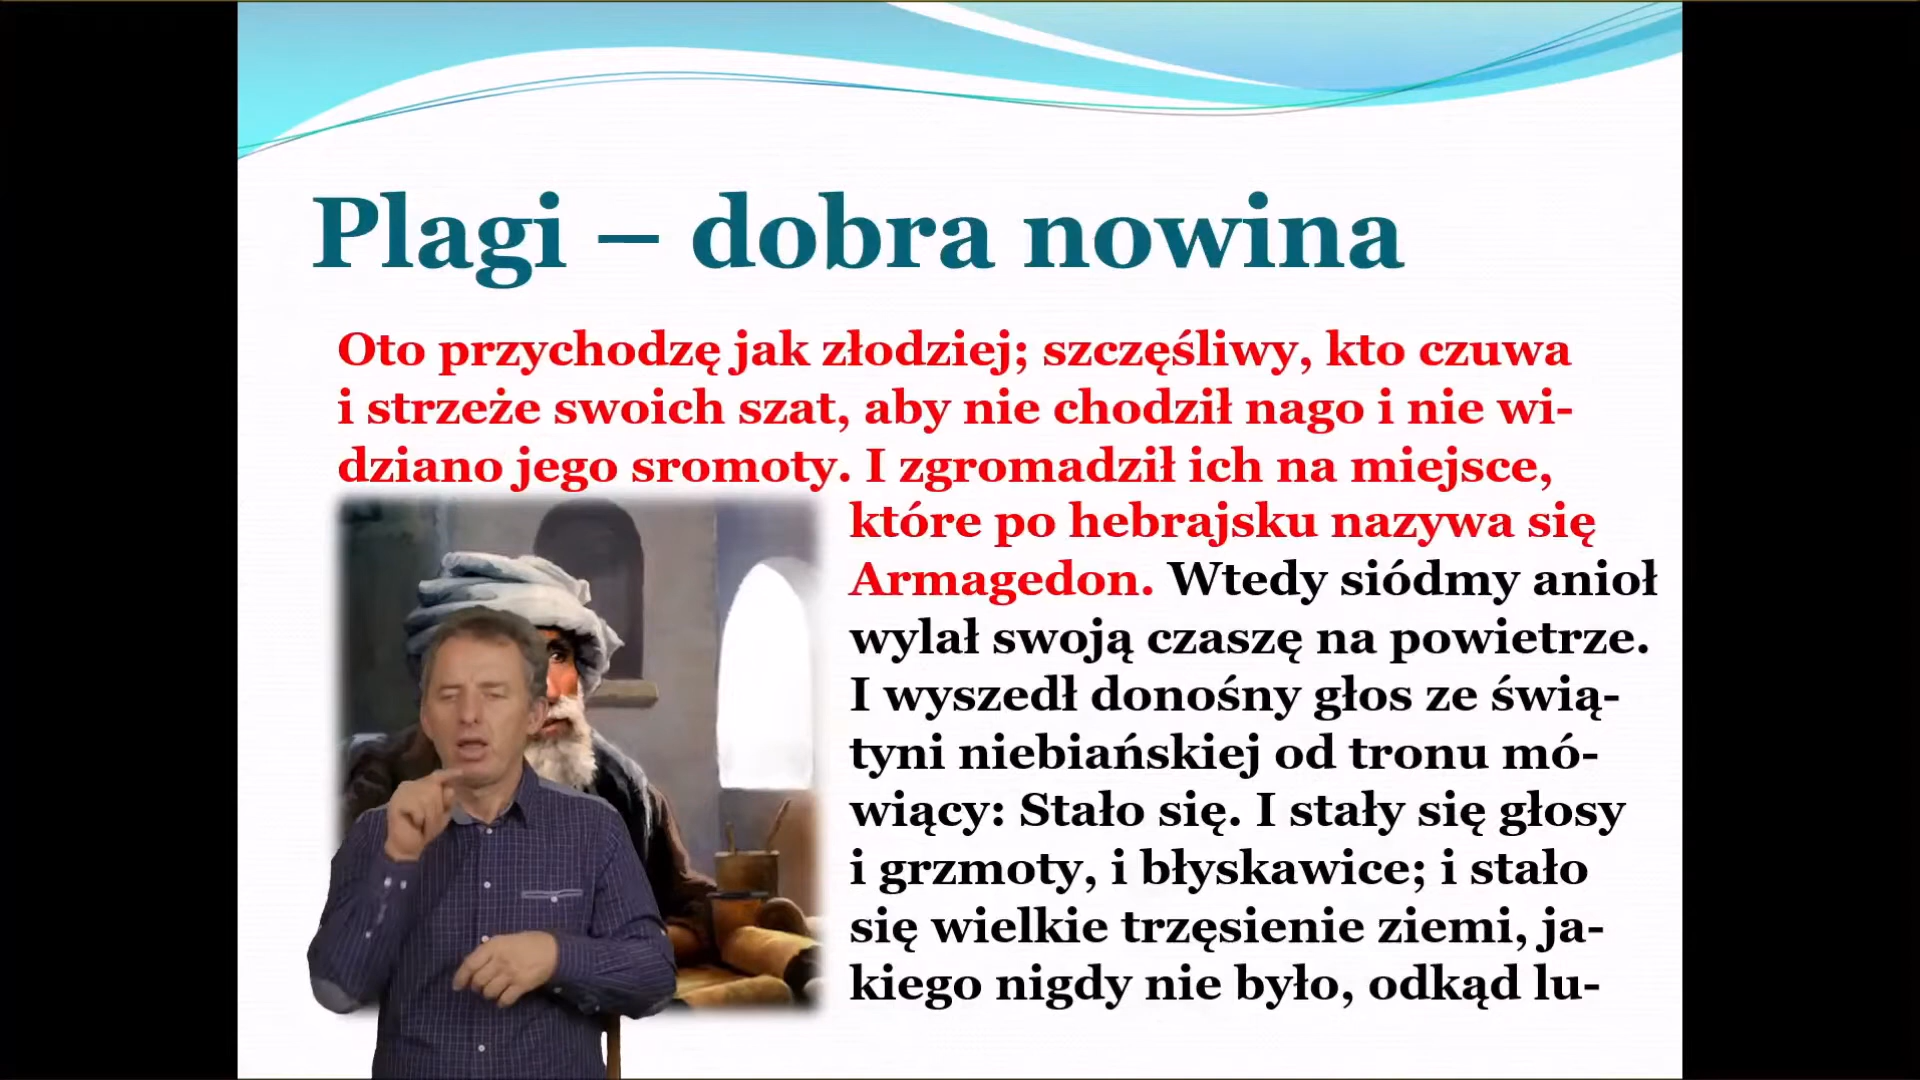 Plagi – dobra nowina
Oto przychodzę jak złodziej; szczęśliwy, kto czuwa
i strzeże swoich szat, aby nie chodził nago i nie wi-
dziano jego sromoty. I zgromadził ich na miejsce,
które po hebrajsku nazywa się
Armagedon. Wtedy siódmy anioł
wylał swoją czaszę na powietrze.
I wyszedł donośny głos ze świą-
tyni niebiańskiej od tronu mó-
wiący: Stało się. I stały się głosy
i grzmoty, i błyskawice; i stało
się wielkie trzęsienie ziemi, ja-
kiego nigdy nie było, odkąd lu-